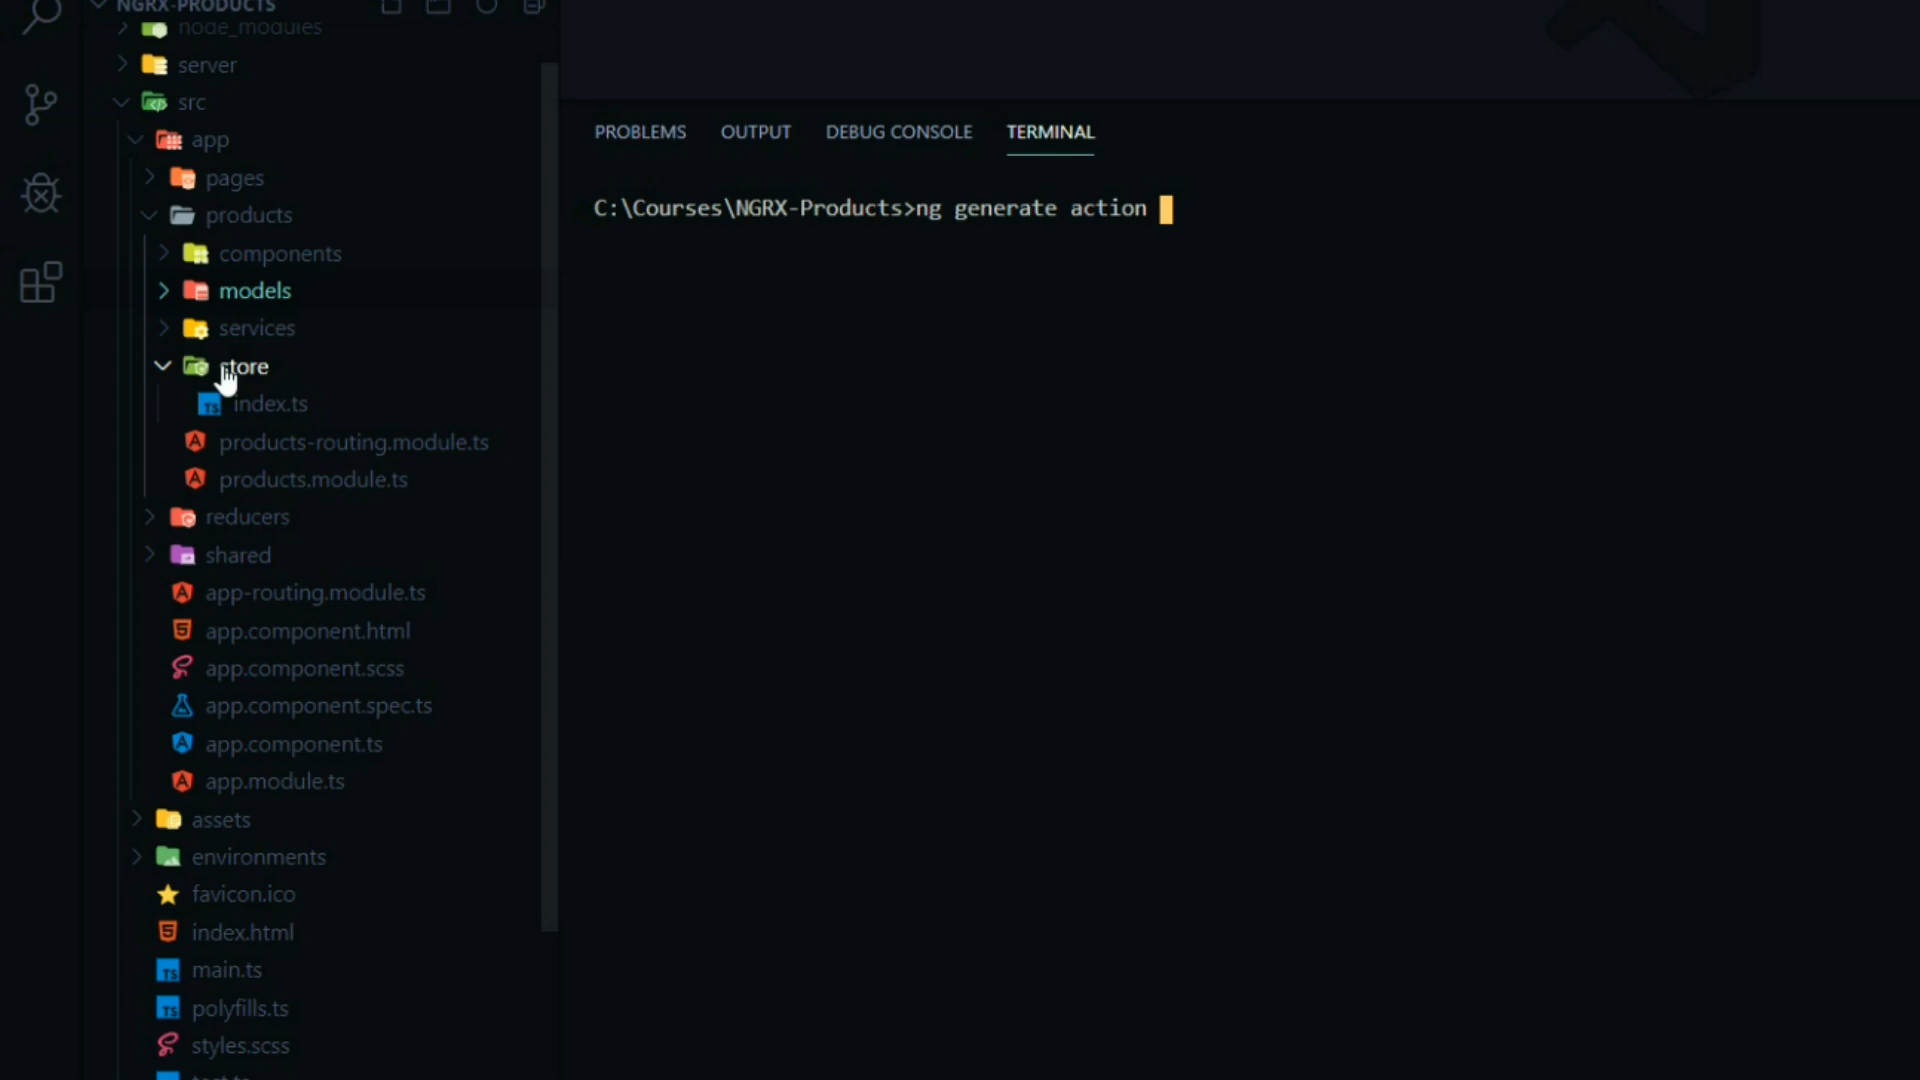 NGRX-PRODUCTS
node_modules
server
src
app
pages
products
components
models
services
store
index.ts
products-routing.module.ts
products.module.ts
reducers
shared
app-routing.module.ts
app.component.html
app.component.scss
app.component.spec.ts
app.component.ts
app.module.ts
assets
environments
favicon.ico
index.html
main.ts
polyfills.ts
styles.scss
PROBLEMS OUTPUT DEBUG CONSOLE TERMINAL
C:\Courses\NGRX-Products>ng generate action